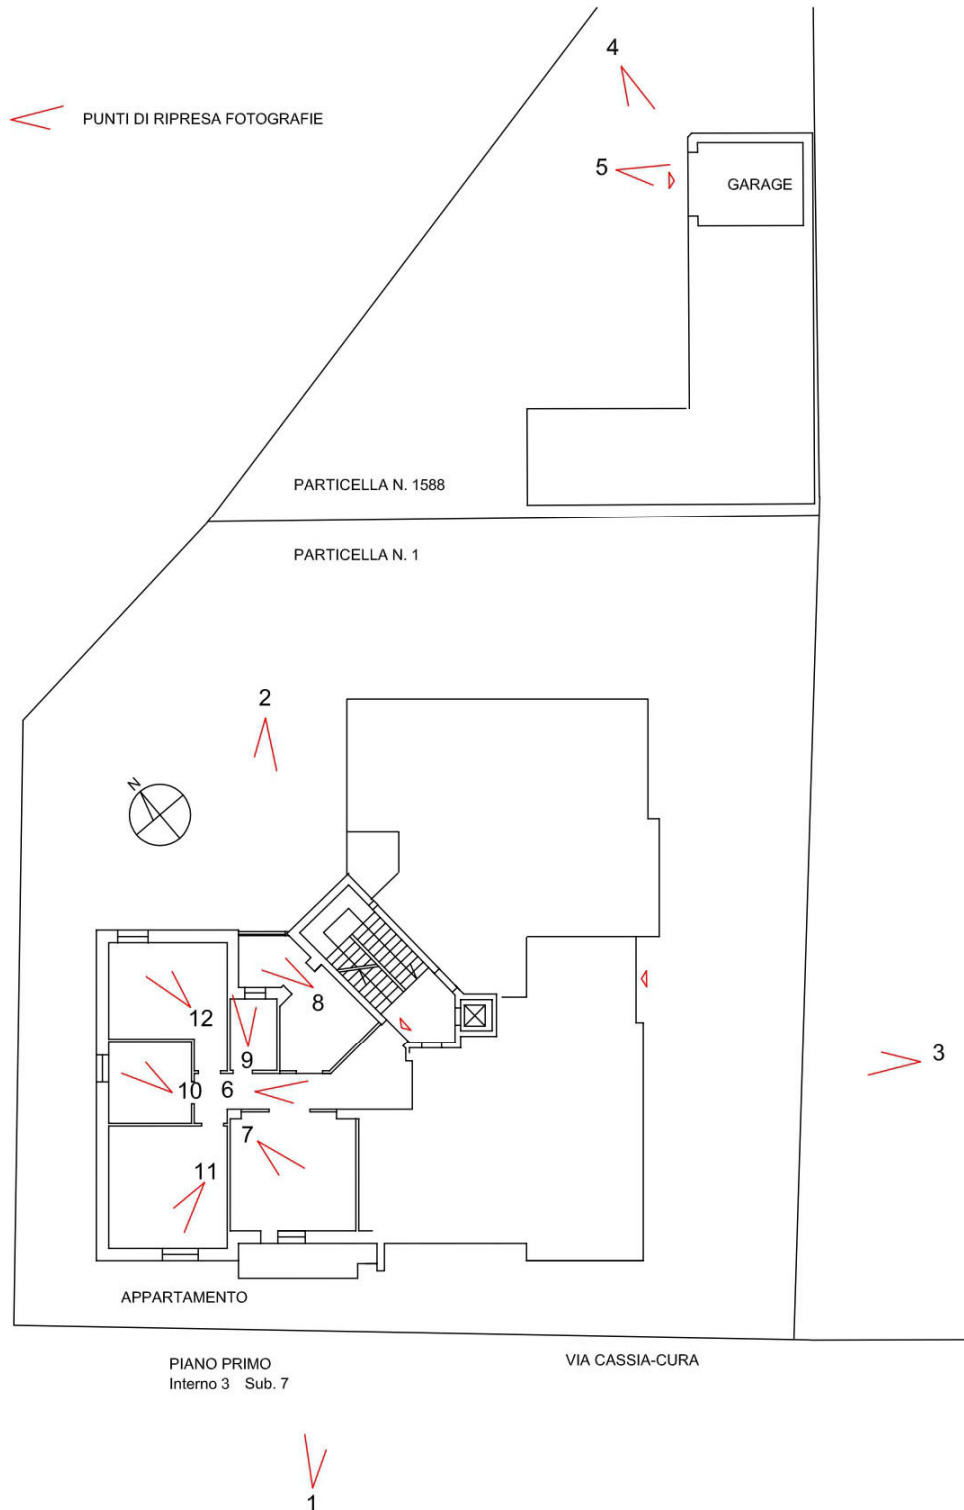 4
PUNTI DI RIPRESA FOTOGRAFIE
5
GARAGE
PARTICELLA N. 1588
PARTICELLA N. 1
2
N
8
12
9
3
10
6
7
11
APPARTAMENTO
PIANO PRIMO
Interno 3 Sub. 7
VIA CASSIA-CURA
1